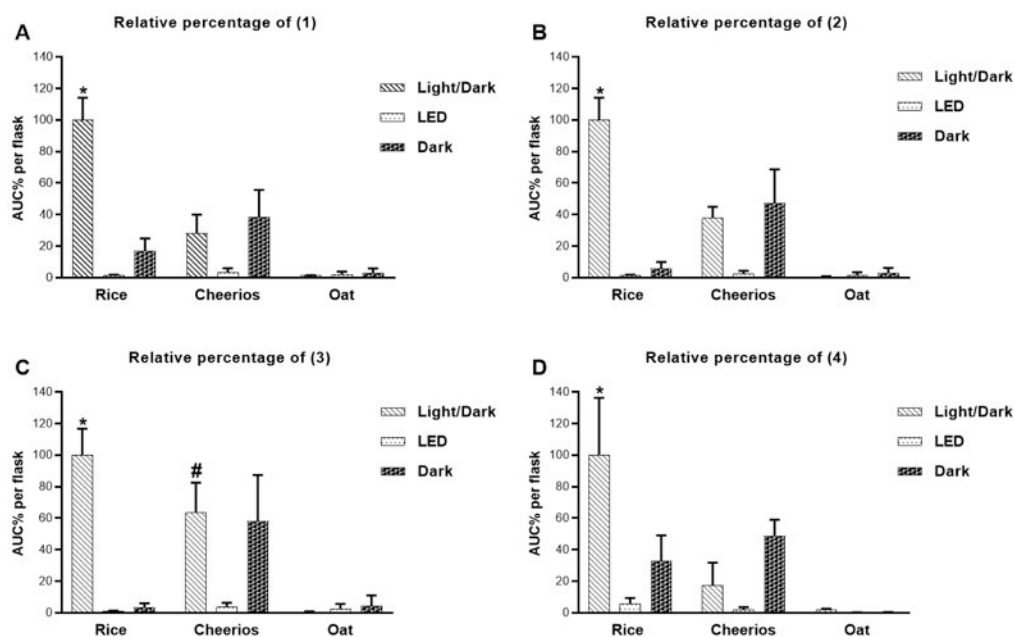 A
Relative percentage of (1)
AUC% per flask
140
120
100
80
60
40
20
0
*
Rice
Cheerios
Oat
Light/Dark
LED
Dark
B
Relative percentage of (2)
AUC% per flask
140
120
100
80
60
40
20
0
*
Rice
Cheerios
Oat
Light/Dark
LED
Dark
C
Relative percentage of (3)
AUC% per flask
140
120
100
80
60
40
20
0
*
#
Rice
Cheerios
Oat
Light/Dark
LED
Dark
D
Relative percentage of (4)
AUC% per flask
140
120
100
80
60
40
20
0
*
Rice
Cheerios
Oat
Light/Dark
LED
Dark